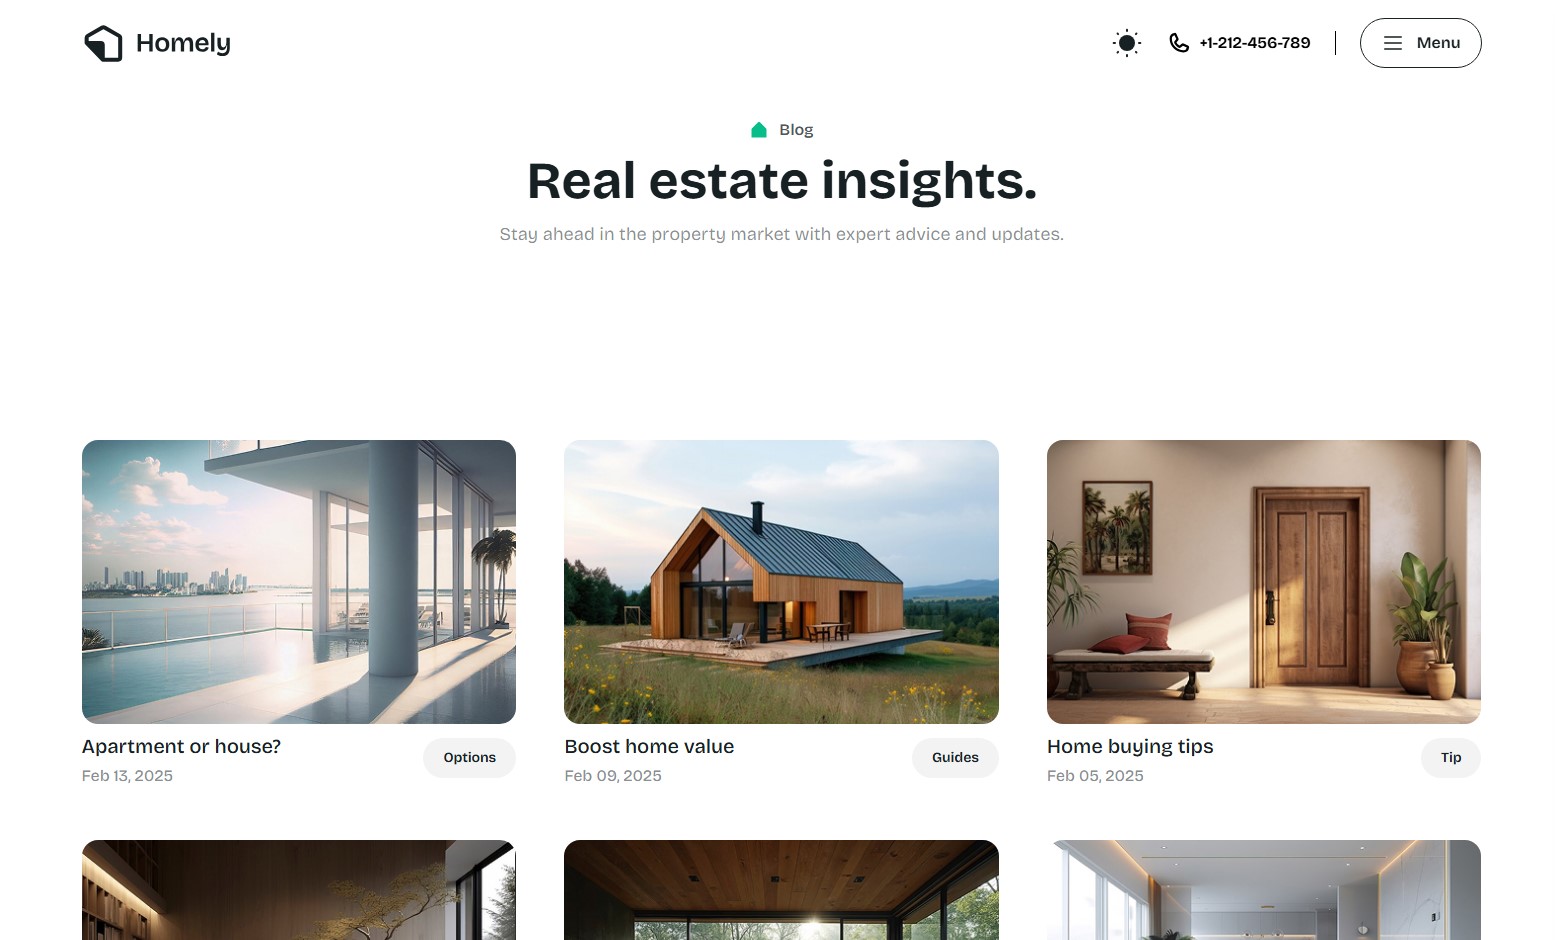 Homely
+1-212-456-789
Menu
Blog
Real estate insights.
Stay ahead in the property market with expert advice and updates.
Apartment or house?
Feb 13, 2025
Options
Boost home value
Feb 09, 2025
Guides
Home buying tips
Feb 05, 2025
Tip